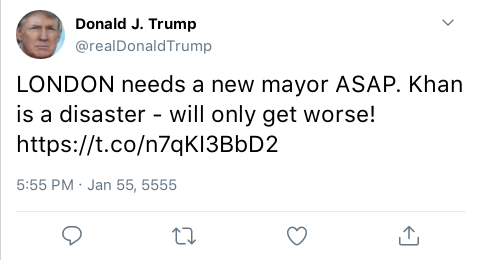 Donald J. Trump
@realDonaldTrump
LONDON needs a new mayor ASAP. Khan
is a disaster - will only get worse!
https://t.co/n7qKI3BbD2
5:55 PM · Jan 55, 5555